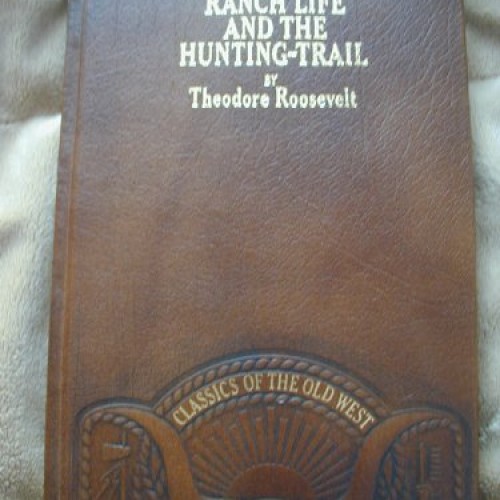 RANCH LIFE
AND THE
HUNTING-TRAIL
BY
Theodore Roosevelt
CLASSICS OF THE OLD WEST